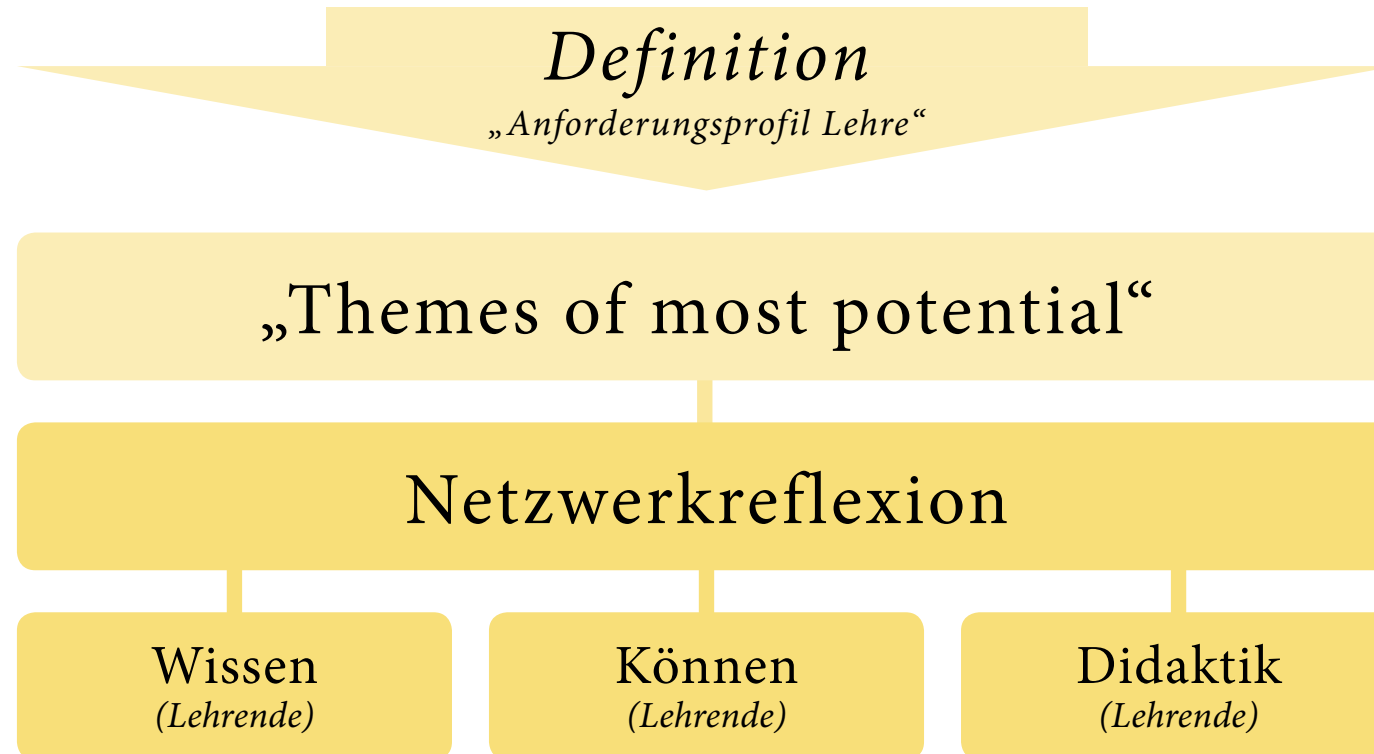 Definition
„Anforderungsprofil Lehre“
„Themes of most potential“
Netzwerkreflexion
Wissen
(Lehrende)
Können
(Lehrende)
Didaktik
(Lehrende)